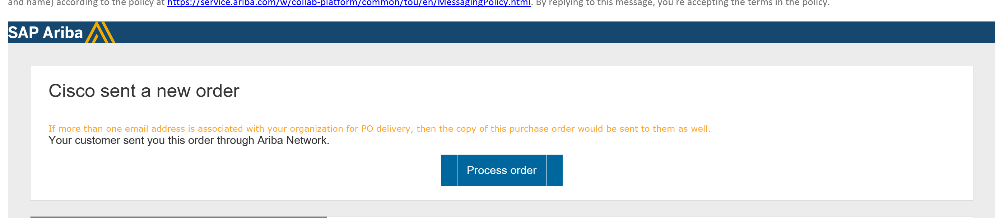 and name) according to the policy at https://service.ariba.com/w/collab-platform/common/tou/en/MessagingPolicy.html. By replying to this message, you're accepting the terms in the policy.
SAP Ariba
Cisco sent a new order
If more than one email address is associated with your organization for PO delivery, then the copy of this purchase order would be sent to them as well.
Your customer sent you this order through Ariba Network.
Process order